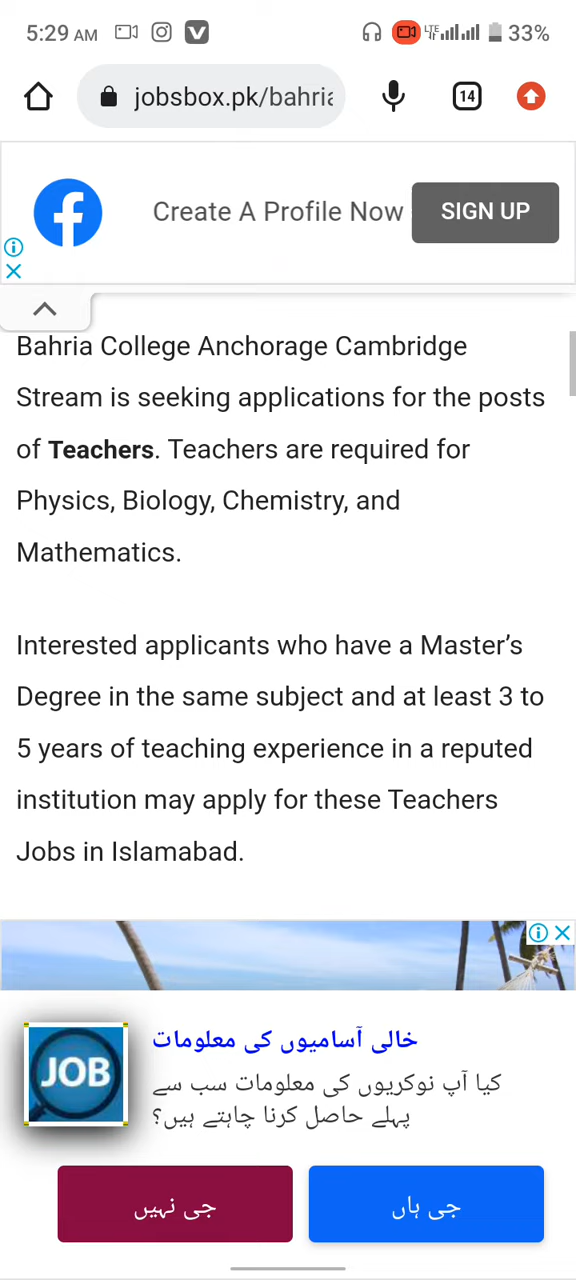 5:29 AM
LTE
33%
jobsbox.pk/bahria
14
Create A Profile Now
SIGN UP
Bahria College Anchorage Cambridge
Stream is seeking applications for the posts
of Teachers. Teachers are required for
Physics, Biology, Chemistry, and
Mathematics.
Interested applicants who have a Master’s
Degree in the same subject and at least 3 to
5 years of teaching experience in a reputed
institution may apply for these Teachers
Jobs in Islamabad.
JOB
خالی آسامیوں کی معلومات
کیا آپ نوکریوں کی معلومات سب سے
پہلے حاصل کرنا چاہتے ہیں؟
جی ہاں
جی نہیں